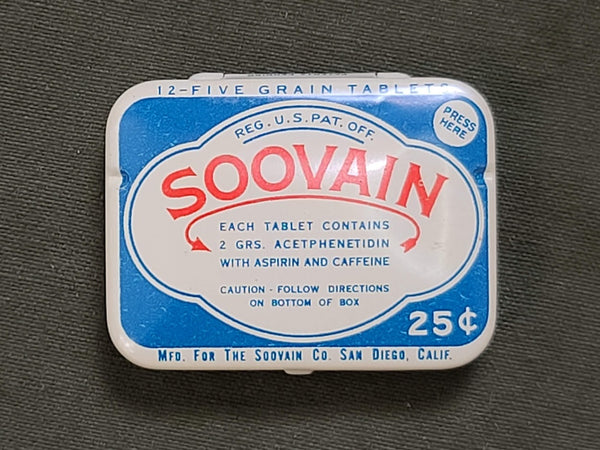 12-FIVE GRAIN TABLETS
PRESS
HERE
REG. U.S. PAT. OFF.
SOOVAIN
EACH TABLET CONTAINS
2 GRS. ACETPHENETIDIN
WITH ASPIRIN AND CAFFEINE
CAUTION - FOLLOW DIRECTIONS
ON BOTTOM OF BOX
25¢
MFD. FOR THE SOOVAIN CO. SAN DIEGO, CALIF.